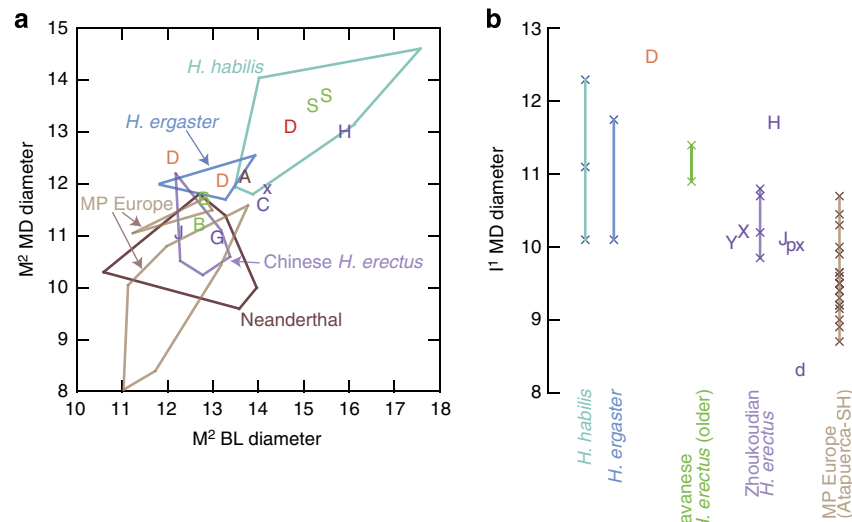 a
15
14
13
12
11
10
9
8
M² MD diameter
10 11 12 13 14 15 16 17 18
M² BL diameter
H. habilis
H. ergaster
MP Europe
Chinese H. erectus
Neanderthal
S S
D
H
D
D
A
x
C
J
G
b
13
12
11
10
9
8
I¹ MD diameter
D
H
Y X
J px
d
H. habilis
H. ergaster
avanese
H. erectus (older)
Zhoukoudian
H. erectus
MP Europe
(Atapuerca-SH)